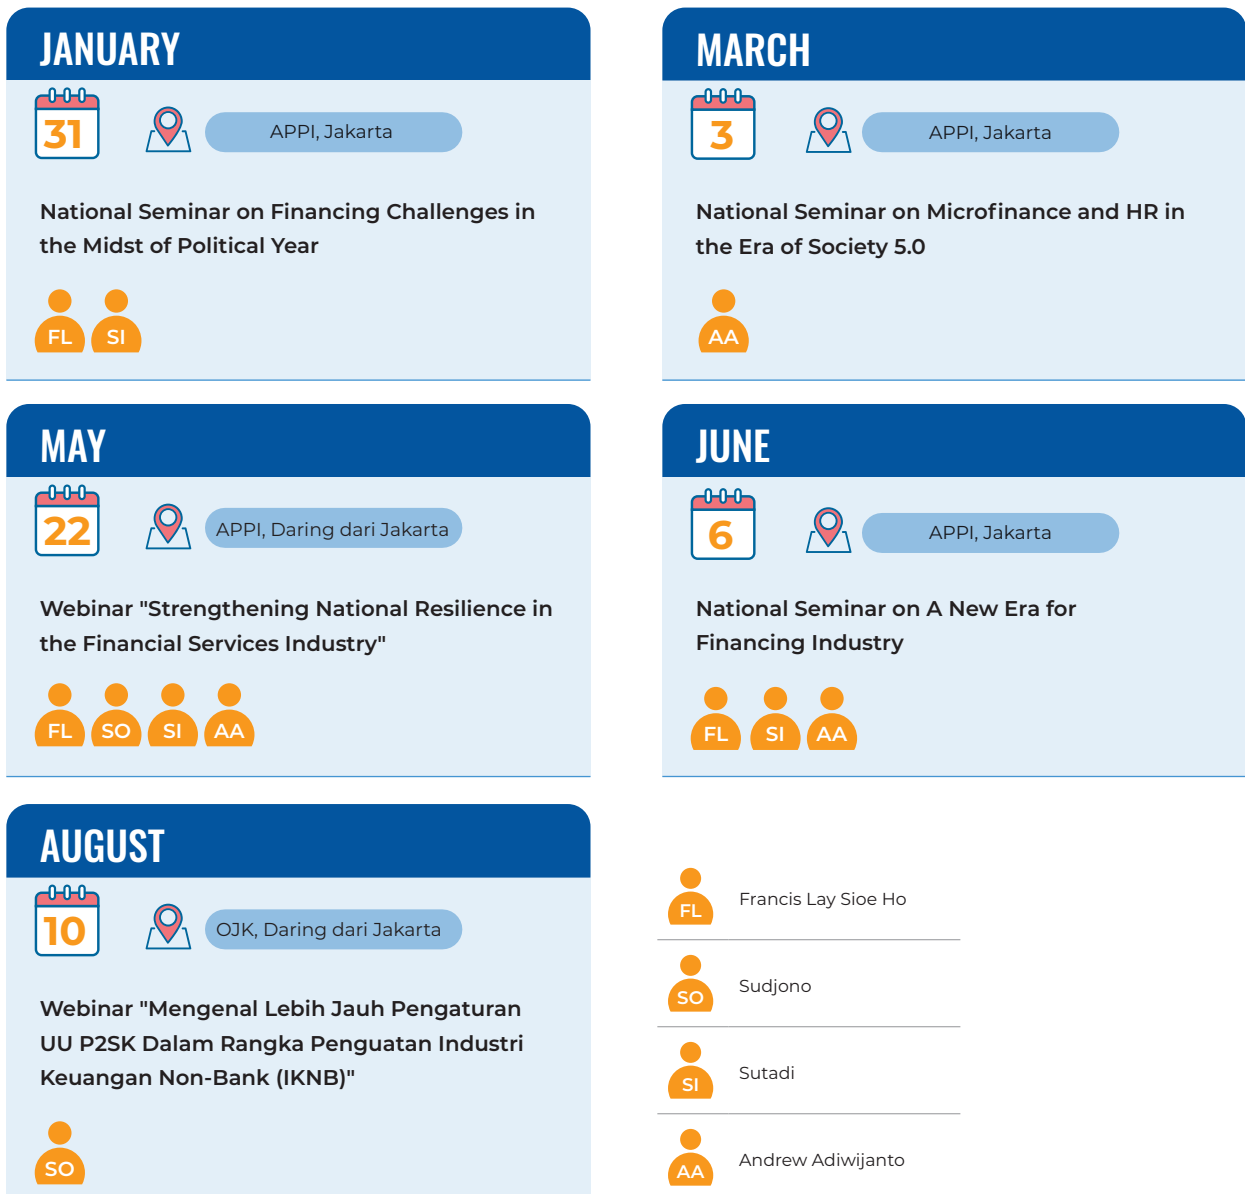 JANUARY
31
APPI, Jakarta
National Seminar on Financing Challenges in
the Midst of Political Year
FL SI
MARCH
3
APPI, Jakarta
National Seminar on Microfinance and HR in
the Era of Society 5.0
AA
MAY
22
APPI, Daring dari Jakarta
Webinar "Strengthening National Resilience in
the Financial Services Industry"
FL SO SI AA
JUNE
6
APPI, Jakarta
National Seminar on A New Era for
Financing Industry
FL SI AA
AUGUST
10
OJK, Daring dari Jakarta
Webinar "Mengenal Lebih Jauh Pengaturan
UU P2SK Dalam Rangka Penguatan Industri
Keuangan Non-Bank (IKNB)"
SO
FL Francis Lay Sioe Ho
SO Sudjono
SI Sutadi
AA Andrew Adiwijanto